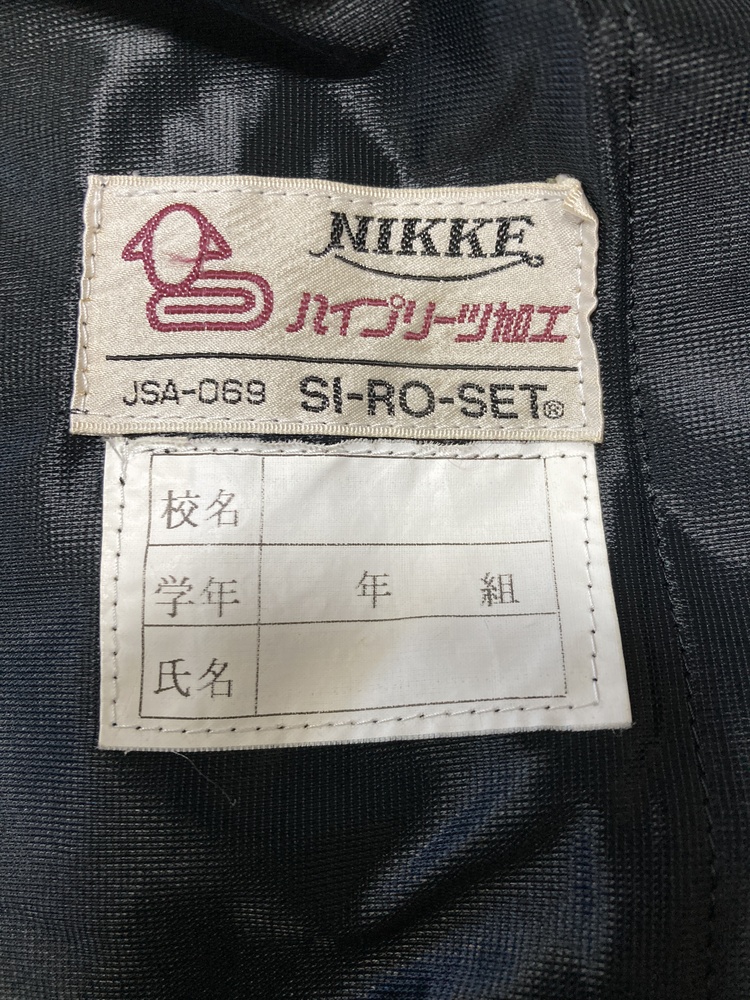 NIKKE
ハイプリーツ加工
JSA-069 SI-RO-SET®
校名
学年 年 組
氏名